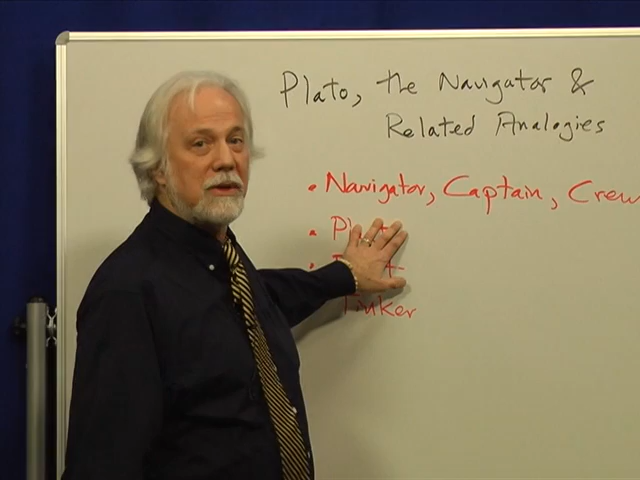 Plato, the Navigator &
Related Analogies
• Navigator, Captain, Crew
•
•
Tinker